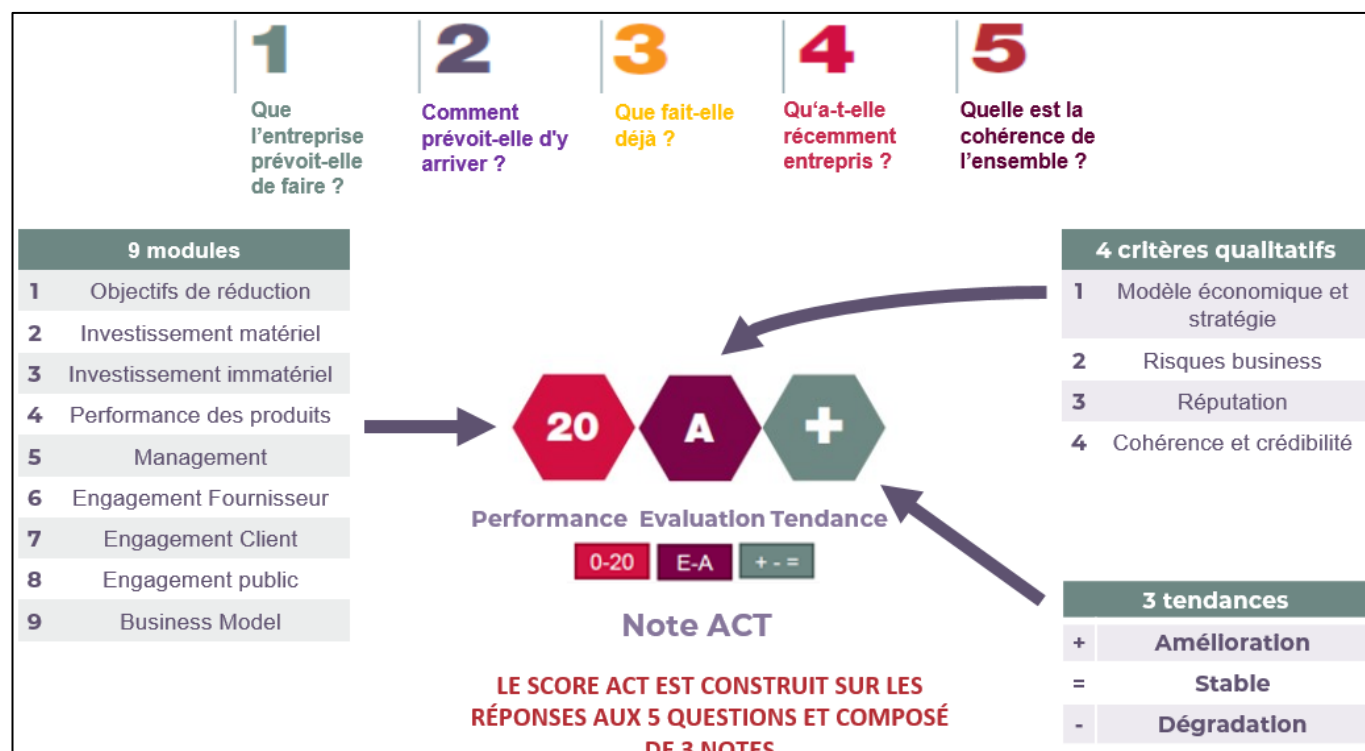 1
2
3
4
5
Que
l'entreprise
prévoit-elle
de faire ?
Comment
prévoit-elle d'y
arriver ?
Que fait-elle
déjà ?
Qu‘a-t-elle
récemment
entrepris ?
Quelle est la
cohérence de
l'ensemble ?
9 modules
1 Objectifs de réduction
2 Investissement matériel
3 Investissement immatériel
4 Performance des produits
5 Management
6 Engagement Fournisseur
7 Engagement Client
8 Engagement public
9 Business Model
20 A +
Performance Evaluation Tendance
0-20 E-A + - =
Note ACT
LE SCORE ACT EST CONSTRUIT SUR LES
RÉPONSES AUX 5 QUESTIONS ET COMPOSÉ
DE 3 NOTES
4 critères qualitatifs
1 Modèle économique et
stratégie
2 Risques business
3 Réputation
4 Cohérence et crédibilité
3 tendances
+ Amélioration
= Stable
- Dégradation